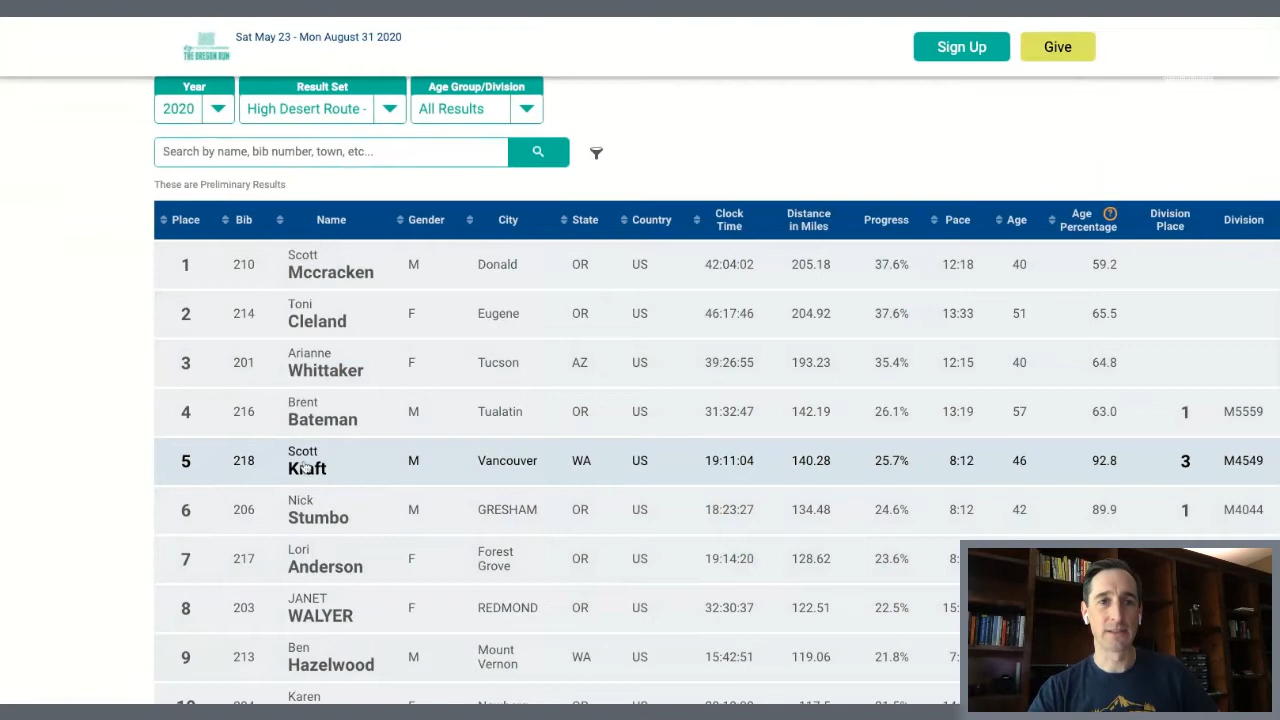 THE OREGON RUN
Sat May 23 - Mon August 31 2020
Sign Up
Give
Year
Result Set
Age Group/Division
2020
High Desert Route -
All Results
Search by name, bib number, town, etc...
These are Preliminary Results
Place Bib Name Gender City State Country Clock Time Distance in Miles Progress Pace Age Age Percentage ? Division Place Division
1 210 Scott Mccracken M Donald OR US 42:04:02 205.18 37.6% 12:18 40 59.2
2 214 Toni Cleland F Eugene OR US 46:17:46 204.92 37.6% 13:33 51 65.5
3 201 Arianne Whittaker F Tucson AZ US 39:26:55 193.23 35.4% 12:15 40 64.8
4 216 Brent Bateman M Tualatin OR US 31:32:47 142.19 26.1% 13:19 57 63.0 1 M5559
5 218 Scott Kraft M Vancouver WA US 19:11:04 140.28 25.7% 8:12 46 92.8 3 M4549
6 206 Nick Stumbo M GRESHAM OR US 18:23:27 134.48 24.6% 8:12 42 89.9 1 M4044
7 217 Lori Anderson F Forest Grove OR US 19:14:20 128.62 23.6% 8:
8 203 JANET WALYER F REDMOND OR US 32:30:37 122.51 22.5% 15:
9 213 Ben Hazelwood M Mount Vernon WA US 15:42:51 119.06 21.8% 7:
Karen